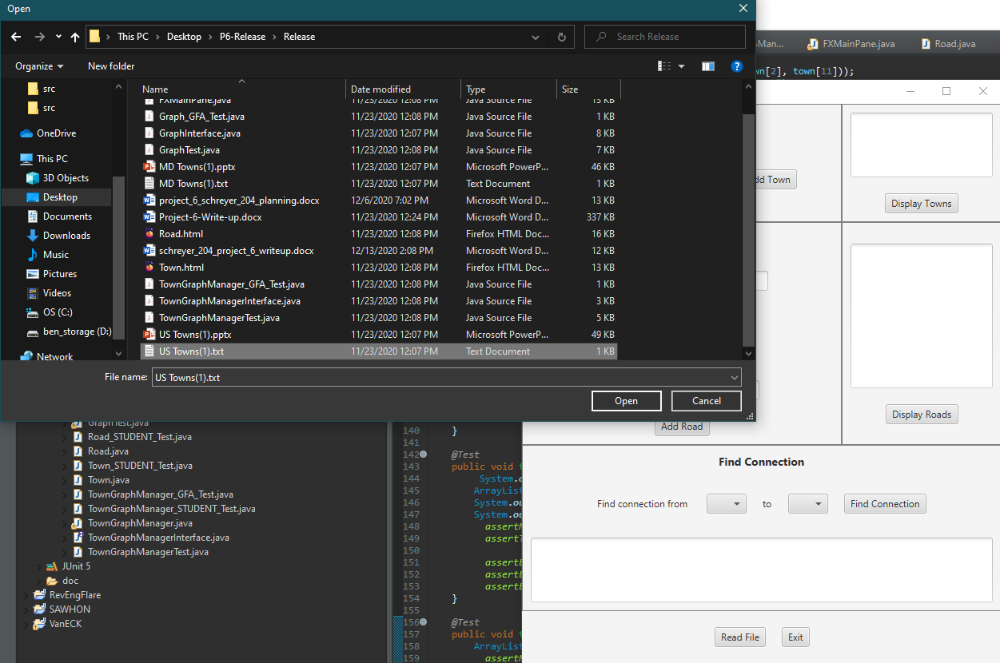 Open
This PC > Desktop > P6-Release > Release
Search Release
Organize
New folder
Name Date modified Type Size
FXMainPane.java 11/23/2020 12:08 PM Java Source File 13 KB
Graph_GFA_Test.java 11/23/2020 12:08 PM Java Source File 1 KB
GraphInterface.java 11/23/2020 12:07 PM Java Source File 8 KB
GraphTest.java 11/23/2020 12:08 PM Java Source File 7 KB
MD Towns(1).pptx 11/23/2020 12:07 PM Microsoft PowerP... 46 KB
MD Towns(1).txt 11/23/2020 12:07 PM Text Document 1 KB
project_6_schreyer_204_planning.docx 12/6/2020 7:02 PM Microsoft Word D... 13 KB
Project-6-Write-up.docx 11/23/2020 12:24 PM Microsoft Word D... 337 KB
Road.html 11/23/2020 12:08 PM Firefox HTML Doc... 16 KB
schreyer_204_project_6_writeup.docx 12/13/2020 2:08 PM Microsoft Word D... 12 KB
Town.html 11/23/2020 12:08 PM Firefox HTML Doc... 13 KB
TownGraphManager_GFA_Test.java 11/23/2020 12:08 PM Java Source File 1 KB
TownGraphManagerInterface.java 11/23/2020 12:08 PM Java Source File 3 KB
TownGraphManagerTest.java 11/23/2020 12:08 PM Java Source File 5 KB
US Towns(1).pptx 11/23/2020 12:07 PM Microsoft PowerP... 49 KB
US Towns(1).txt 11/23/2020 12:07 PM Text Document 1 KB
src
src
OneDrive
This PC
3D Objects
Desktop
Documents
Downloads
Music
Pictures
Videos
OS (C:)
ben_storage (D:)
Network
File name: US Towns(1).txt
Open
Cancel
Man...
FXMainPane.java
Road.java
wn[2], town[11]));
dd Town
Display Towns
Display Roads
Add Road
Find Connection
Find connection from
to
Find Connection
Read File
Exit
GraphTest.java
Road_STUDENT_Test.java
Road.java
Town_STUDENT_Test.java
Town.java
TownGraphManager_GFA_Test.java
TownGraphManager_STUDENT_Test.java
TownGraphManager.java
TownGraphManagerInterface.java
TownGraphManagerTest.java
JUnit 5
doc
RevEngFlare
SAWHON
VanECK
140 }
141
142 @Test
143 public void t
144 System.o
145 ArrayList
146 System.ou
147 System.ou
148 assertN
149 assertT
150
151 assertE
152 assertE
153 assertE
154 }
155
156 @Test
157 public void t
158 ArrayList
159 assertN